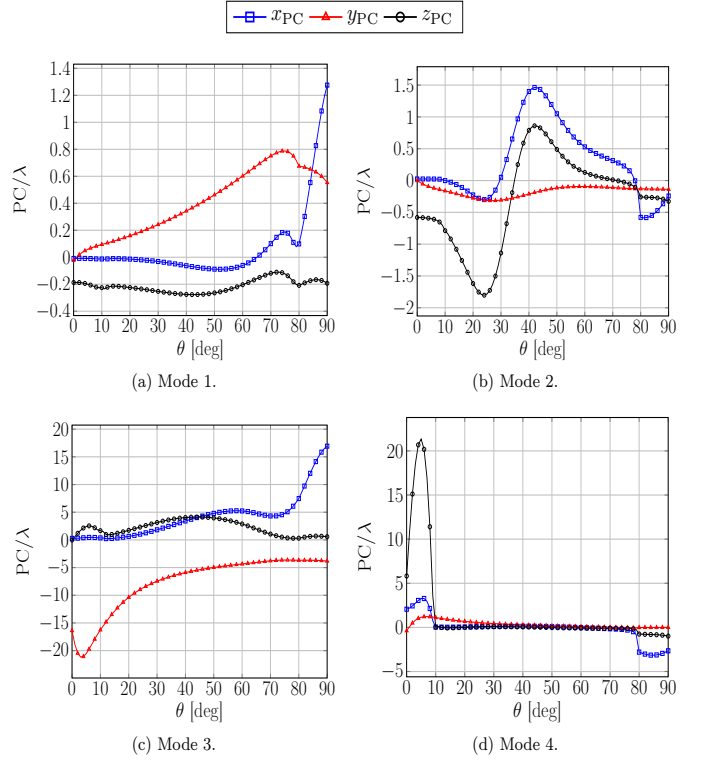 x_PC y_PC z_PC
1.4
1.2
1
0.8
0.6
0.4
0.2
0
−0.2
−0.4
PC/λ
0 10 20 30 40 50 60 70 80 90
θ [deg]
(a) Mode 1.
1.5
1
0.5
0
−0.5
−1
−1.5
−2
PC/λ
0 10 20 30 40 50 60 70 80 90
θ [deg]
(b) Mode 2.
20
15
10
5
0
−5
−10
−15
−20
PC/λ
0 10 20 30 40 50 60 70 80 90
θ [deg]
(c) Mode 3.
20
15
10
5
0
−5
PC/λ
0 10 20 30 40 50 60 70 80 90
θ [deg]
(d) Mode 4.